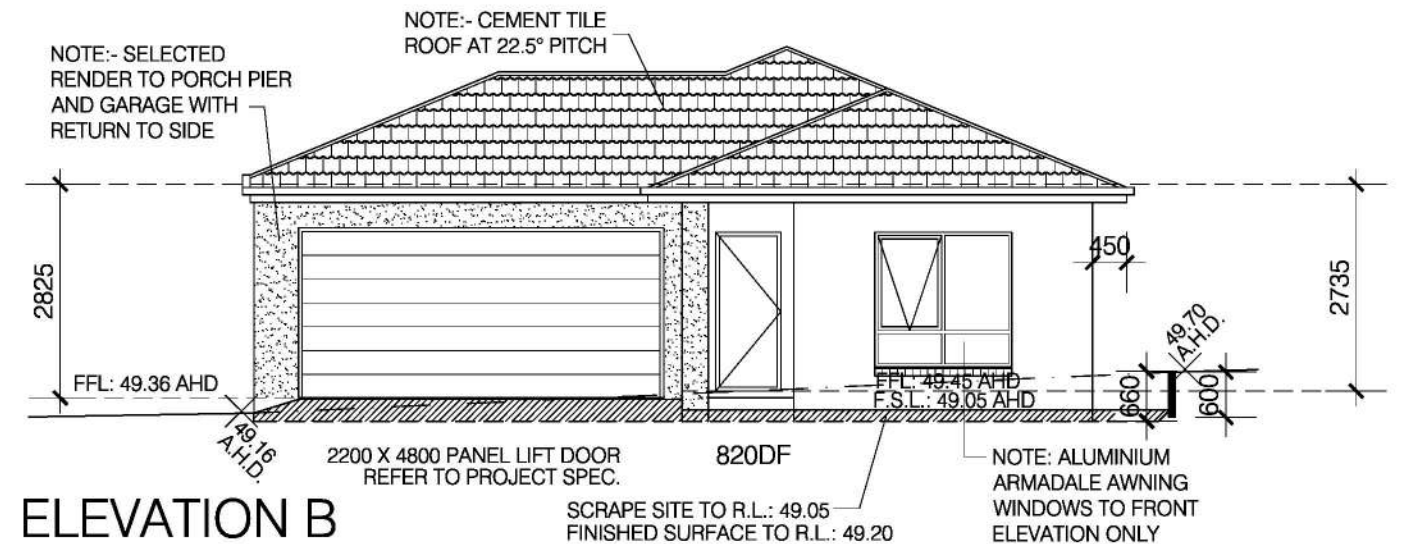 NOTE:- CEMENT TILE
ROOF AT 22.5° PITCH
NOTE:- SELECTED
RENDER TO PORCH PIER
AND GARAGE WITH
RETURN TO SIDE
2825
FFL: 49.36 AHD
49.16
A.H.D.
450
2735
49.70
A.H.D.
FFL: 49.45 AHD
F.S.L.: 49.05 AHD
660
600
2200 X 4800 PANEL LIFT DOOR
REFER TO PROJECT SPEC.
820DF
NOTE: ALUMINIUM
ARMADALE AWNING
WINDOWS TO FRONT
ELEVATION ONLY
SCRAPE SITE TO R.L.: 49.05
FINISHED SURFACE TO R.L.: 49.20
ELEVATION B